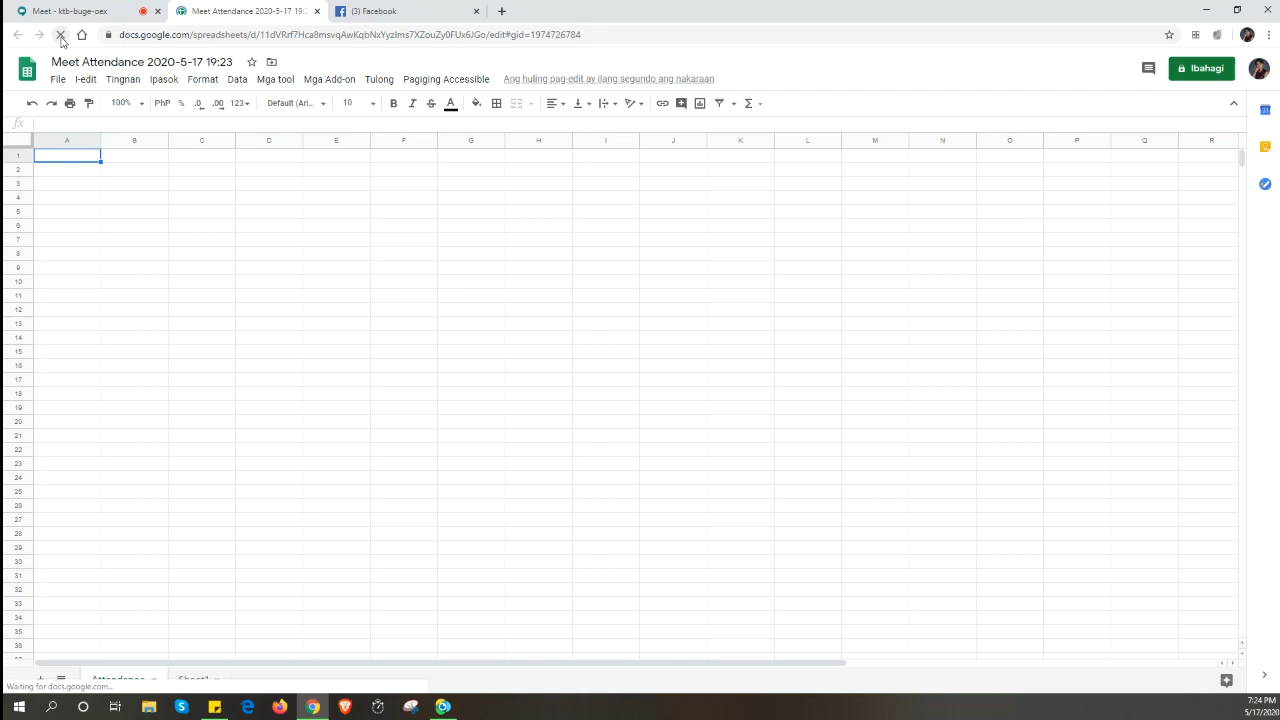 Meet - ktb-buge-oex
Meet Attendance 2020-5-17 19:2
(3) Facebook
docs.google.com/spreadsheets/d/11dVRrf7Hca8msvqAwKqbNxYyzIms7XZouZy0FUx6JGo/edit#gid=1974726784
Meet Attendance 2020-5-17 19:23
File I-edit Tingnan Ipasok Format Data Mga tool Mga Add-on Tulong Pagiging Accessible Ang huling pag-edit ay ilang segundo ang nakaraan
Ibahagi
100% PhP % .0 .00 123 Default (Ari... 10 B I S A
fx
A B C D E F G H I J K L M N O P Q R
1
2
3
4
5
6
7
8
9
10
11
12
13
14
15
16
17
18
19
20
21
22
23
24
25
26
27
28
29
30
31
32
33
34
35
36
Attendance Sheet1
Waiting for docs.google.com...
7:24 PM
5/17/2020